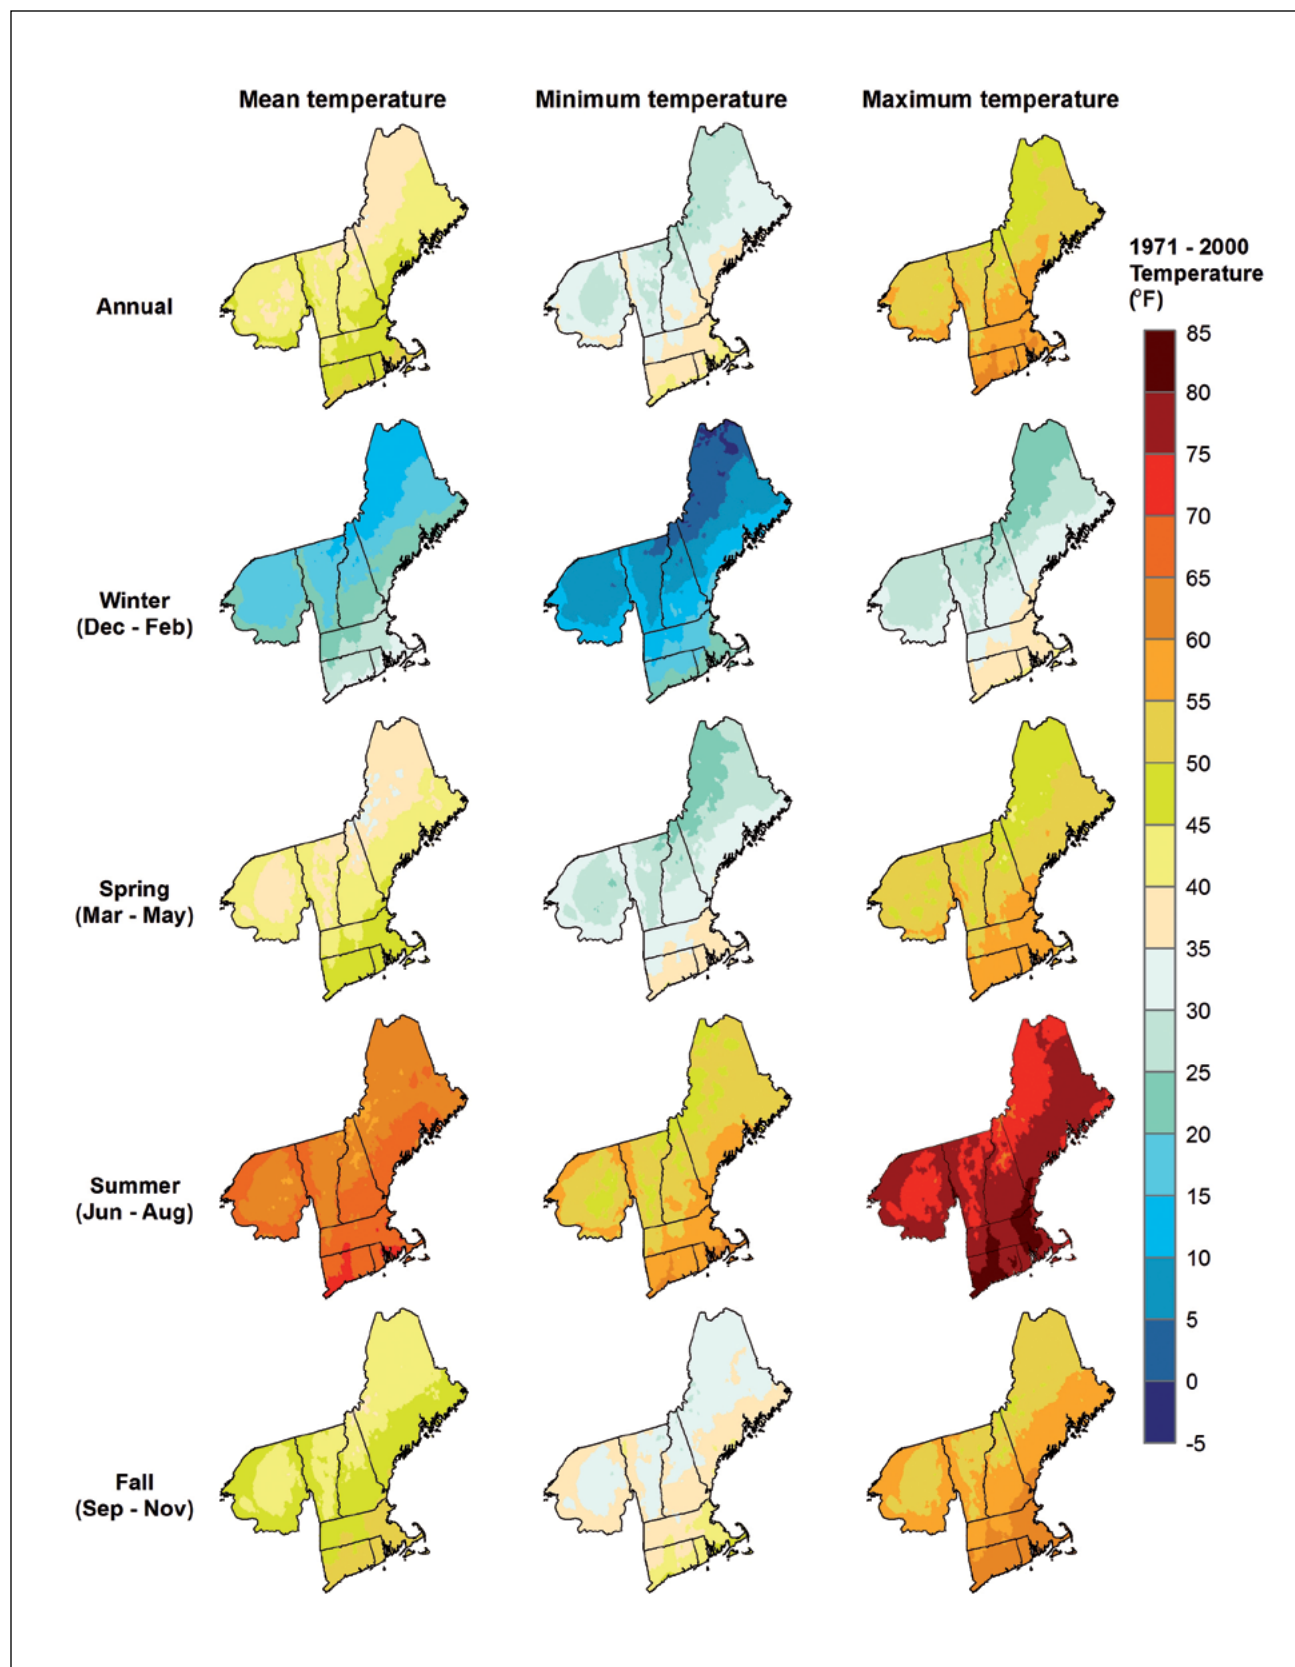 Mean temperature
Minimum temperature
Maximum temperature
Annual
1971 - 2000
Temperature
(°F)
85
80
75
70
65
60
55
50
45
40
35
30
25
20
15
10
5
0
-5
Winter
(Dec - Feb)
Spring
(Mar - May)
Summer
(Jun - Aug)
Fall
(Sep - Nov)